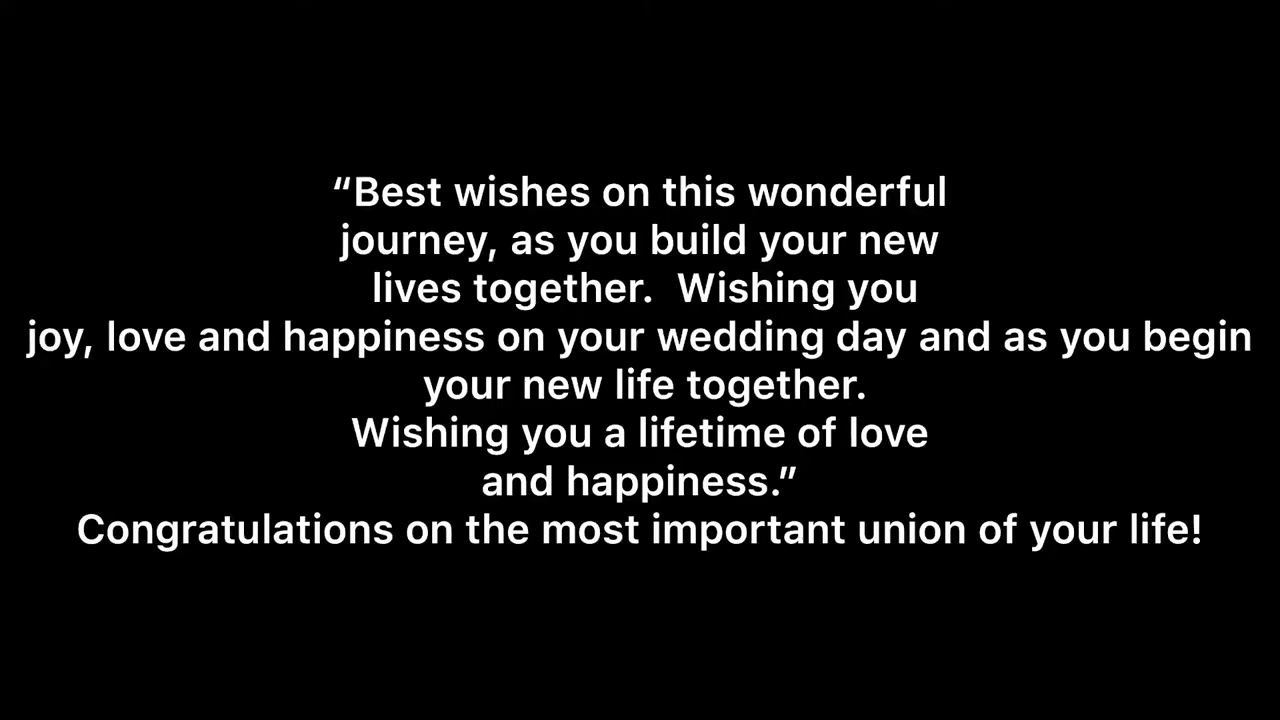 “Best wishes on this wonderful
journey, as you build your new
lives together.  Wishing you
joy, love and happiness on your wedding day and as you begin
your new life together.
Wishing you a lifetime of love
and happiness.”
Congratulations on the most important union of your life!